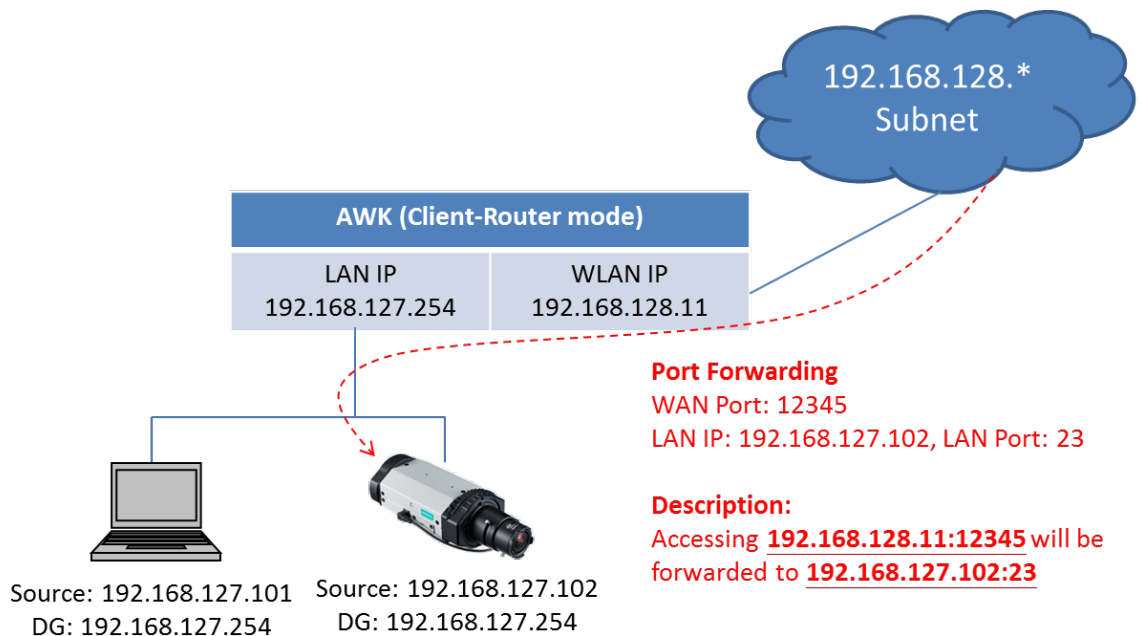 192.168.128.*
Subnet
AWK (Client-Router mode)
LAN IP
192.168.127.254
WLAN IP
192.168.128.11
Port Forwarding
WAN Port: 12345
LAN IP: 192.168.127.102, LAN Port: 23
Description:
Accessing 192.168.128.11:12345 will be
forwarded to 192.168.127.102:23
Source: 192.168.127.101
DG: 192.168.127.254
Source: 192.168.127.102
DG: 192.168.127.254